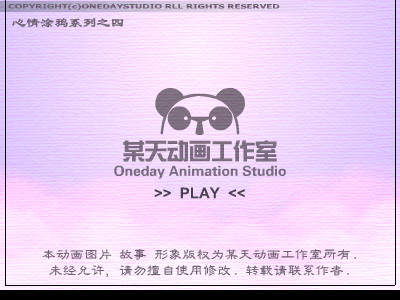 COPYRIGHT(c)ONEDAYSTUDIO RLL RIGHTS RESERVED
心情涂鸦系列之四
某天动画工作室
Oneday Animation Studio
>> PLAY <<
本动画图片 故事 形象版权为某天动画工作室所有.
未经允许, 请勿擅自使用修改. 转载请联系作者.